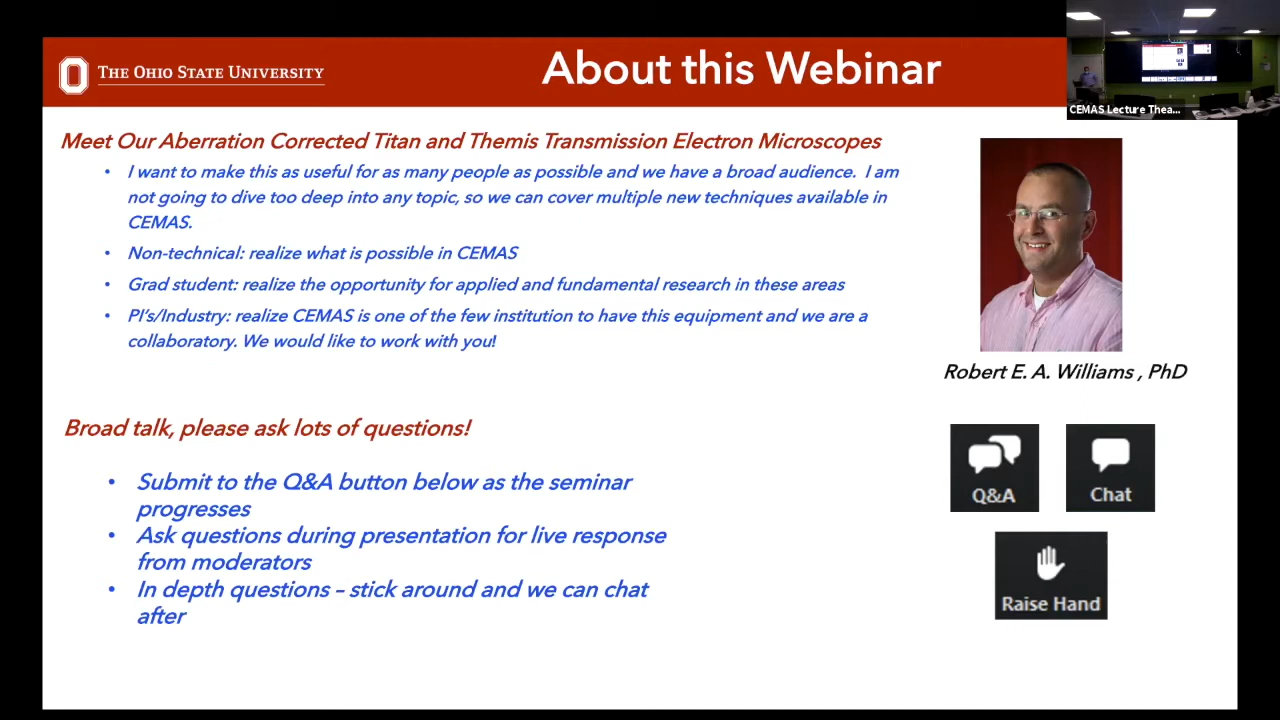 THE OHIO STATE UNIVERSITY
About this Webinar
CEMAS Lecture Thea...
Meet Our Aberration Corrected Titan and Themis Transmission Electron Microscopes
• I want to make this as useful for as many people as possible and we have a broad audience. I am
not going to dive too deep into any topic, so we can cover multiple new techniques available in
CEMAS.
• Non-technical: realize what is possible in CEMAS
• Grad student: realize the opportunity for applied and fundamental research in these areas
• PI's/Industry: realize CEMAS is one of the few institution to have this equipment and we are a
collaboratory. We would like to work with you!
Robert E. A. Williams , PhD
Broad talk, please ask lots of questions!
• Submit to the Q&A button below as the seminar
progresses
• Ask questions during presentation for live response
from moderators
• In depth questions – stick around and we can chat
after
Q&A
Chat
Raise Hand